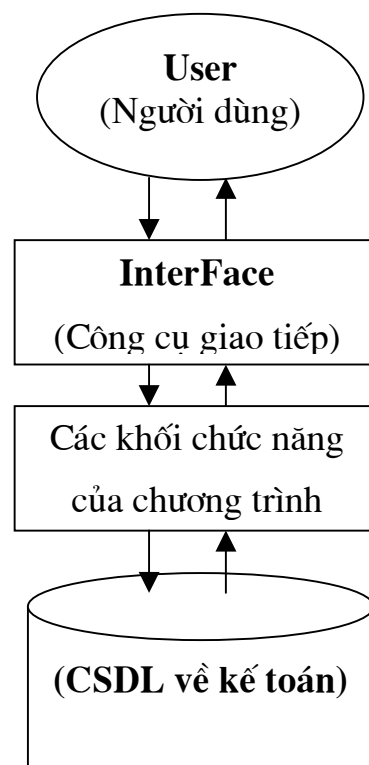 User
(Người dùng)
InterFace
(Công cụ giao tiếp)
Các khối chức năng
của chương trình
(CSDL về kế toán)